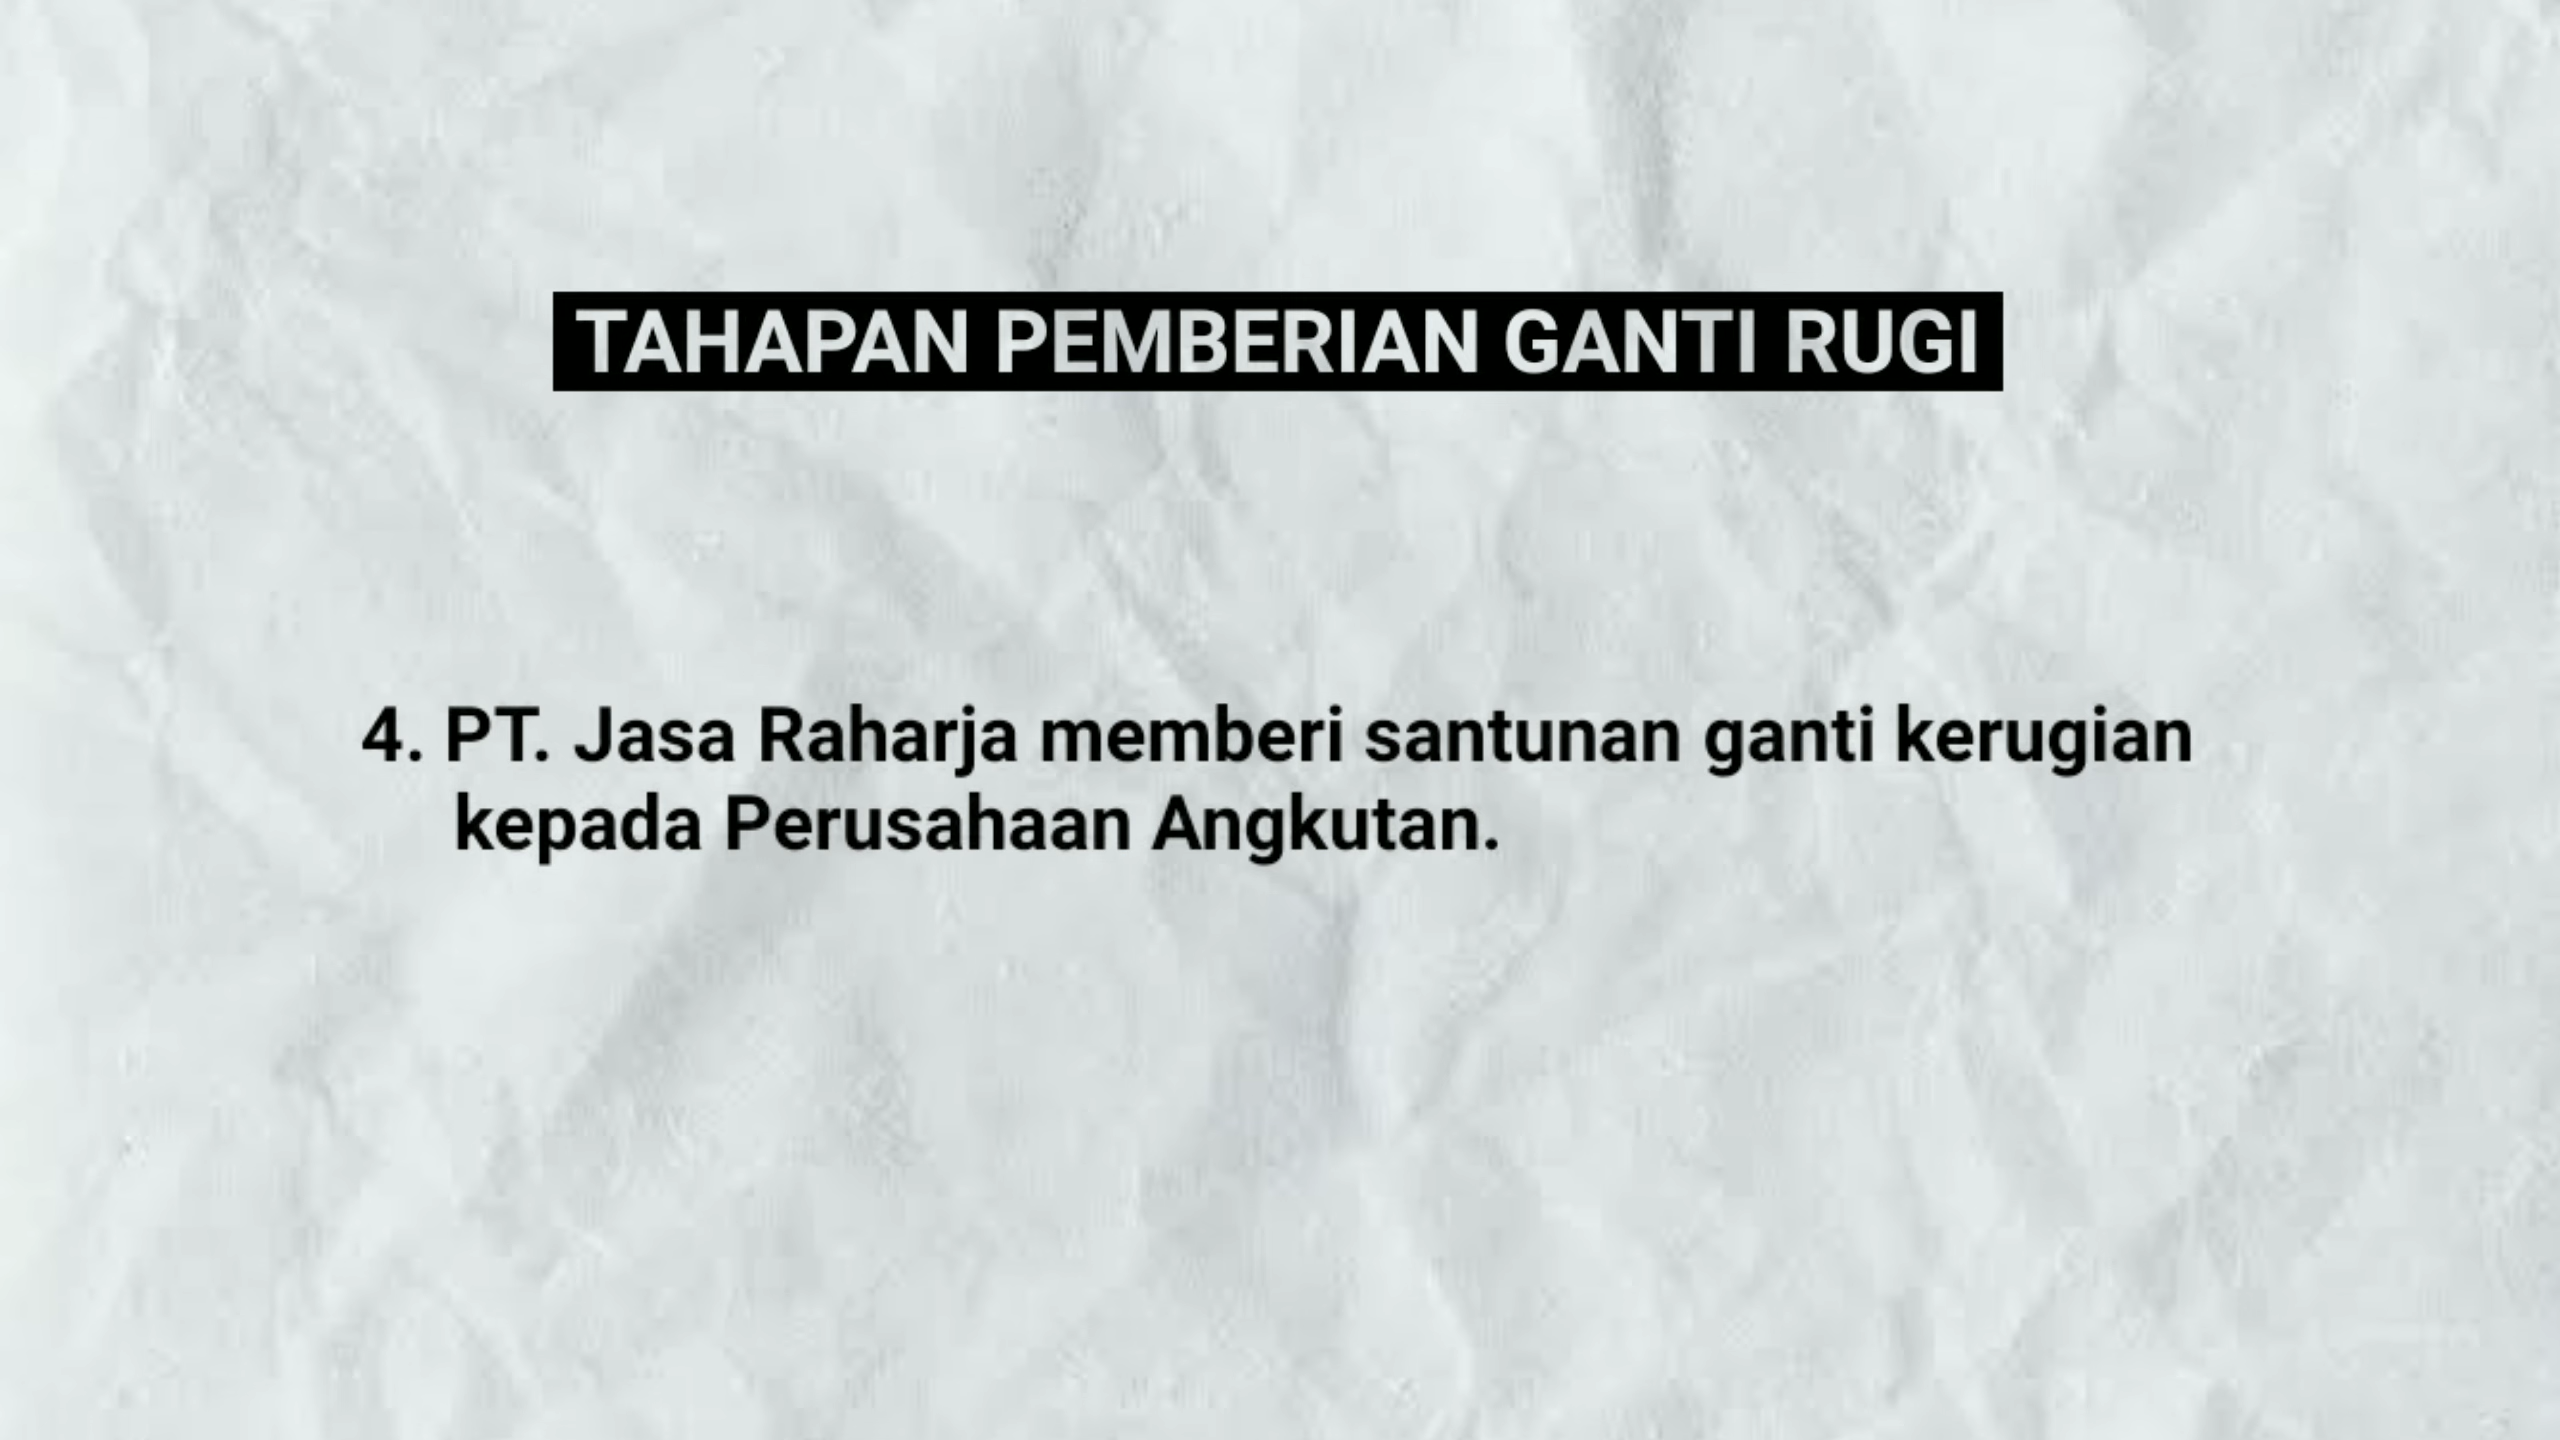 TAHAPAN PEMBERIAN GANTI RUGI
4. PT. Jasa Raharja memberi santunan ganti kerugian
kepada Perusahaan Angkutan.